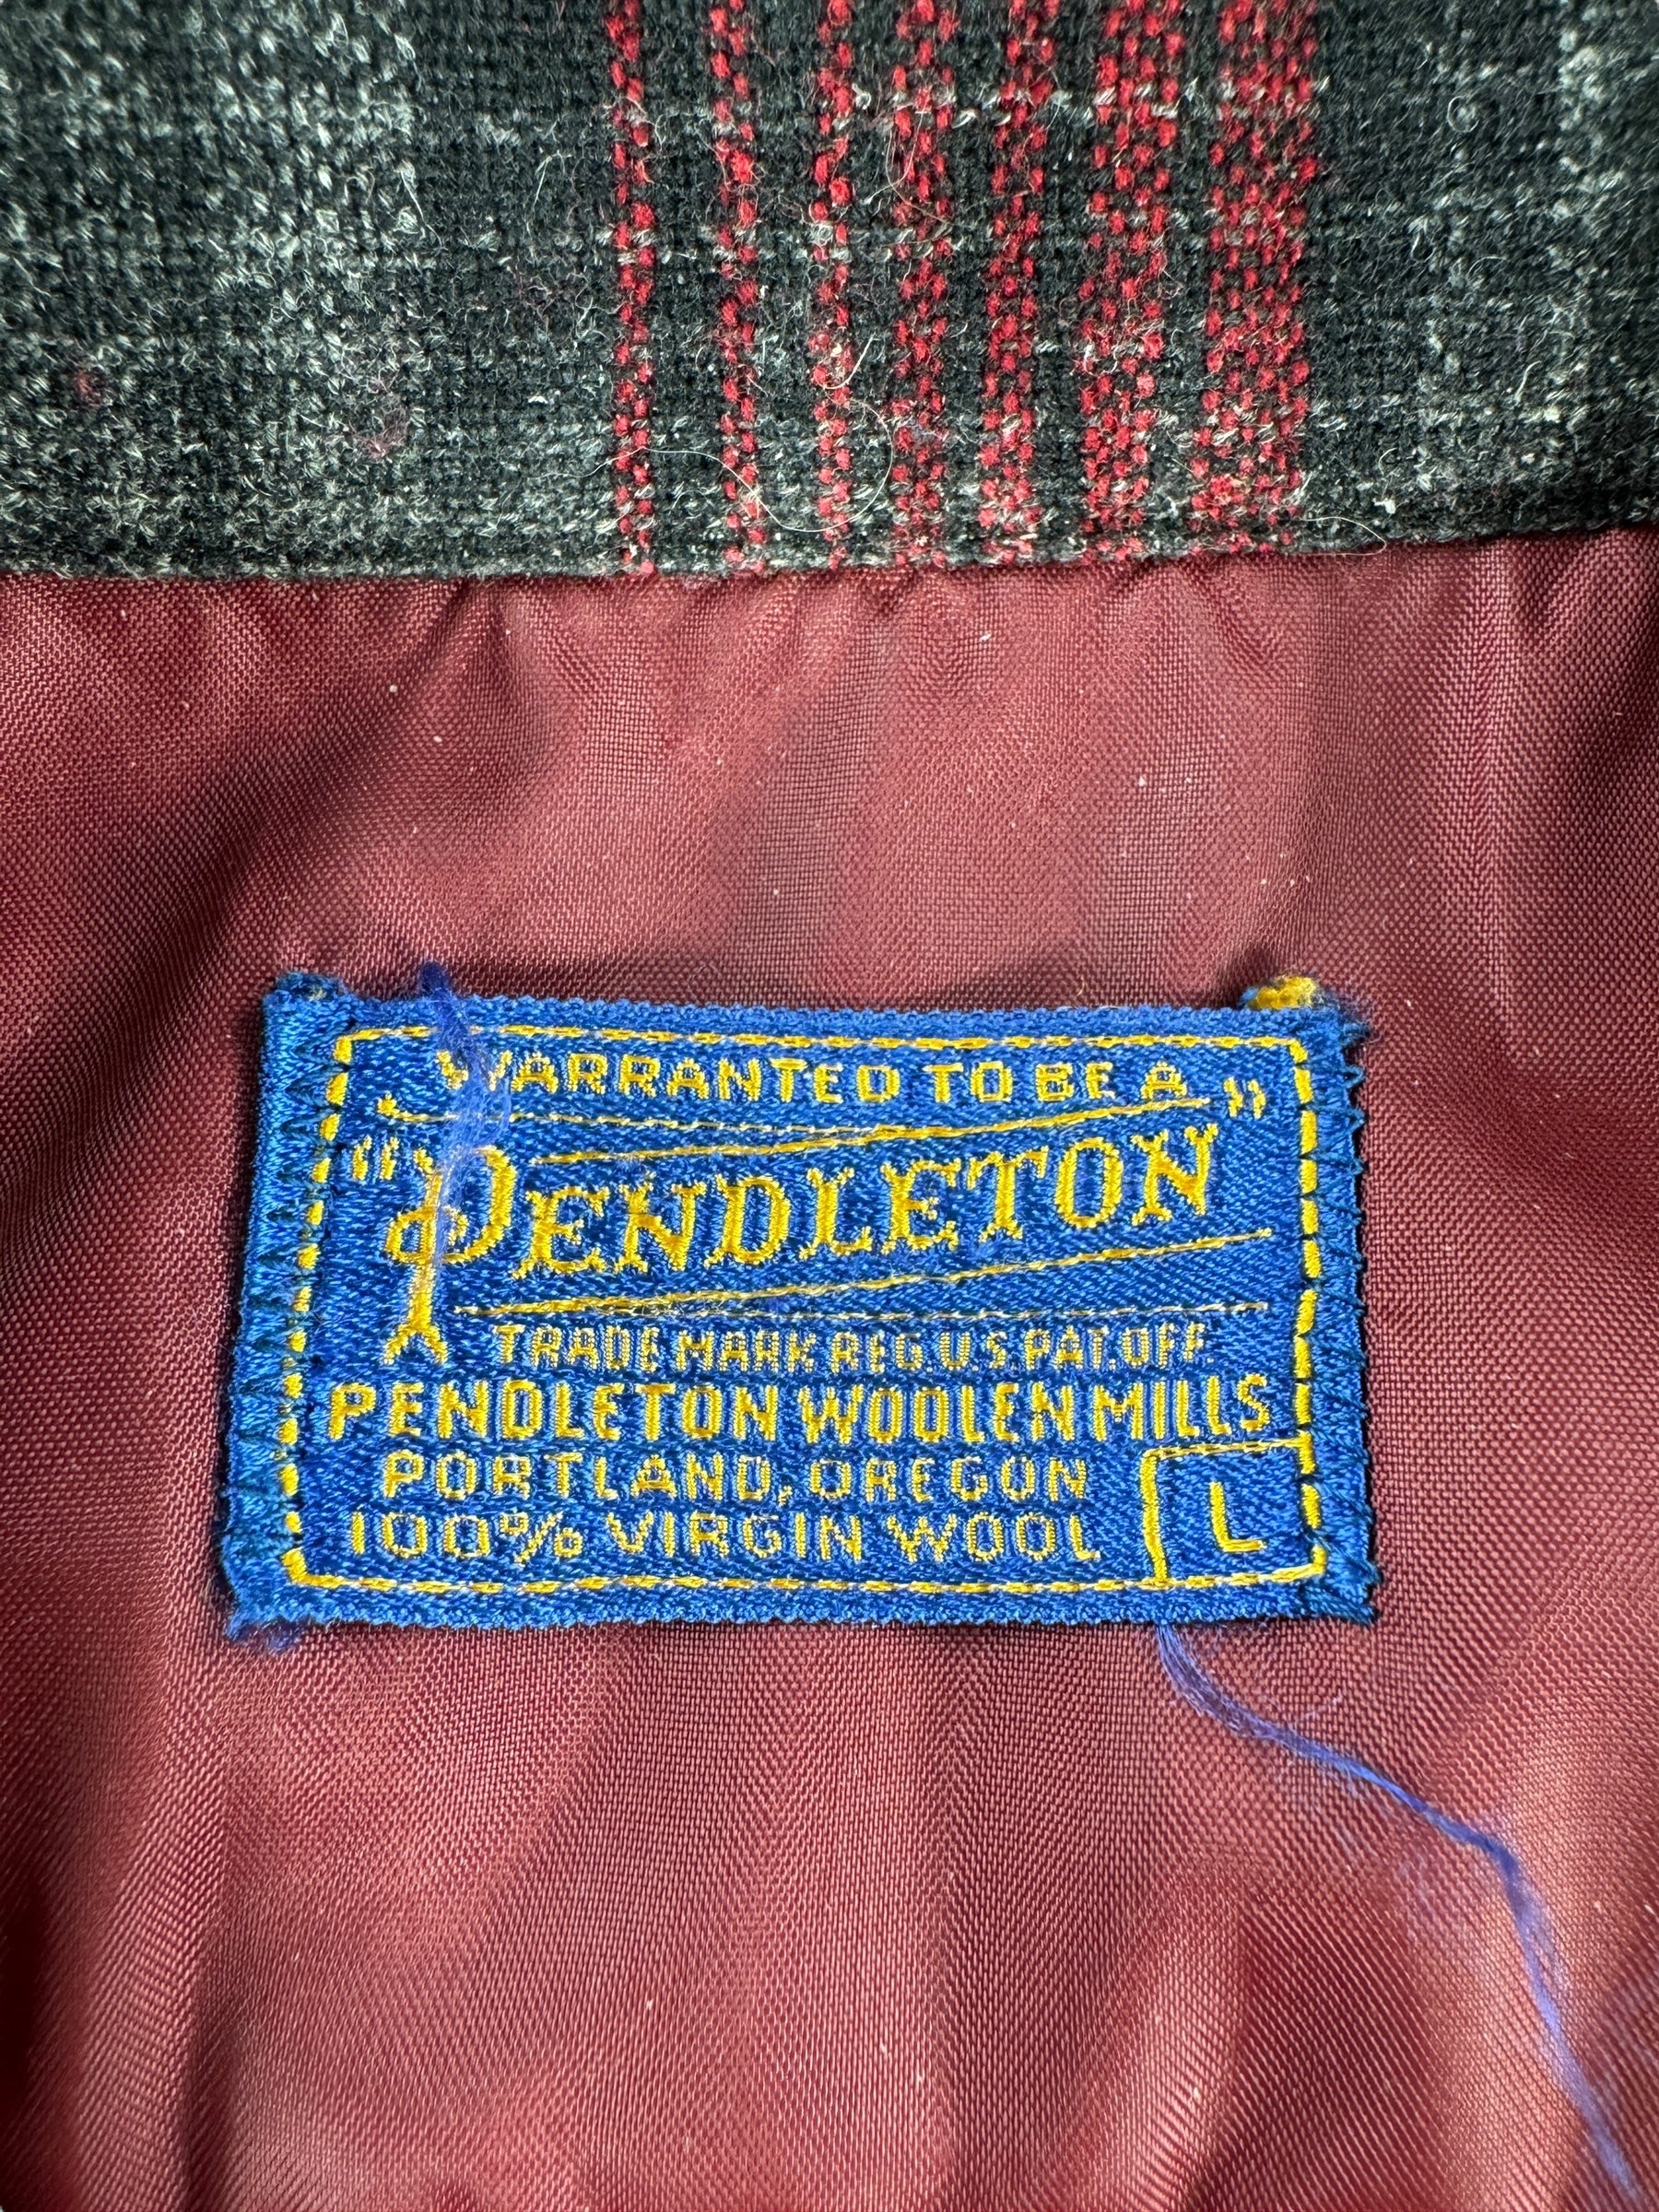 WARRANTED TO BE A
"PENDLETON"
TRADE MARK REG. U.S. PAT. OFF.
PENDLETON WOOLEN MILLS
PORTLAND, OREGON
100% VIRGIN WOOL
L